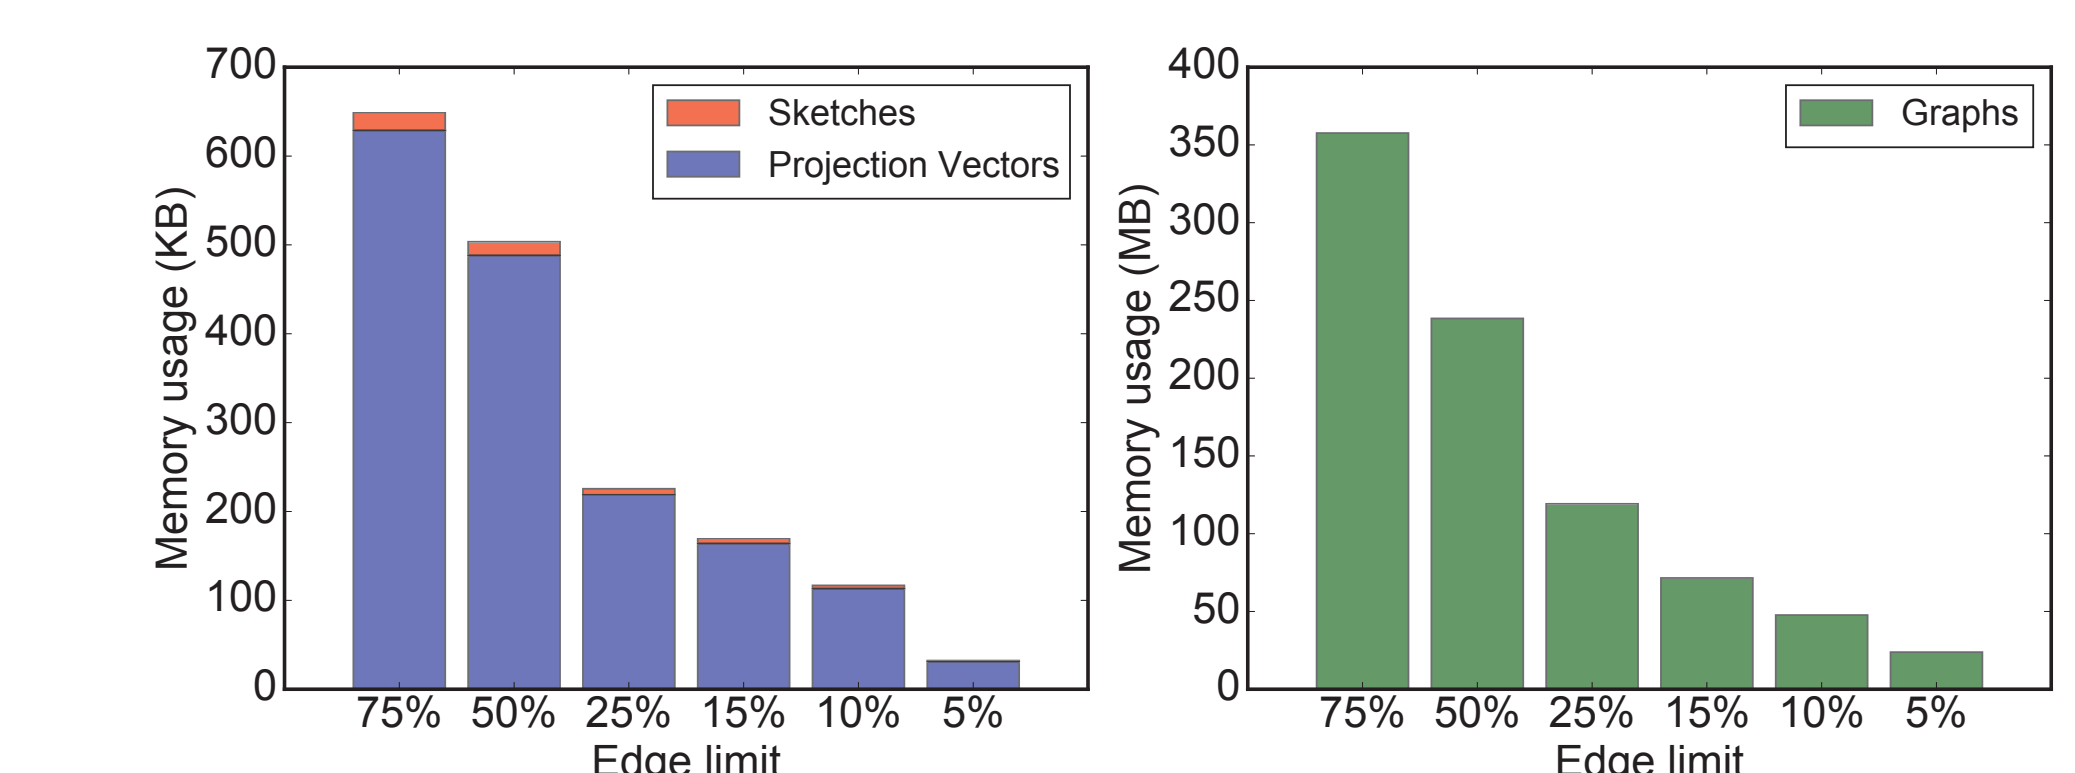 Memory usage (KB)
700
600
500
400
300
200
100
0
Sketches
Projection Vectors
75% 50% 25% 15% 10% 5%
Edge limit
Memory usage (MB)
400
350
300
250
200
150
100
50
0
Graphs
75% 50% 25% 15% 10% 5%
Edge limit